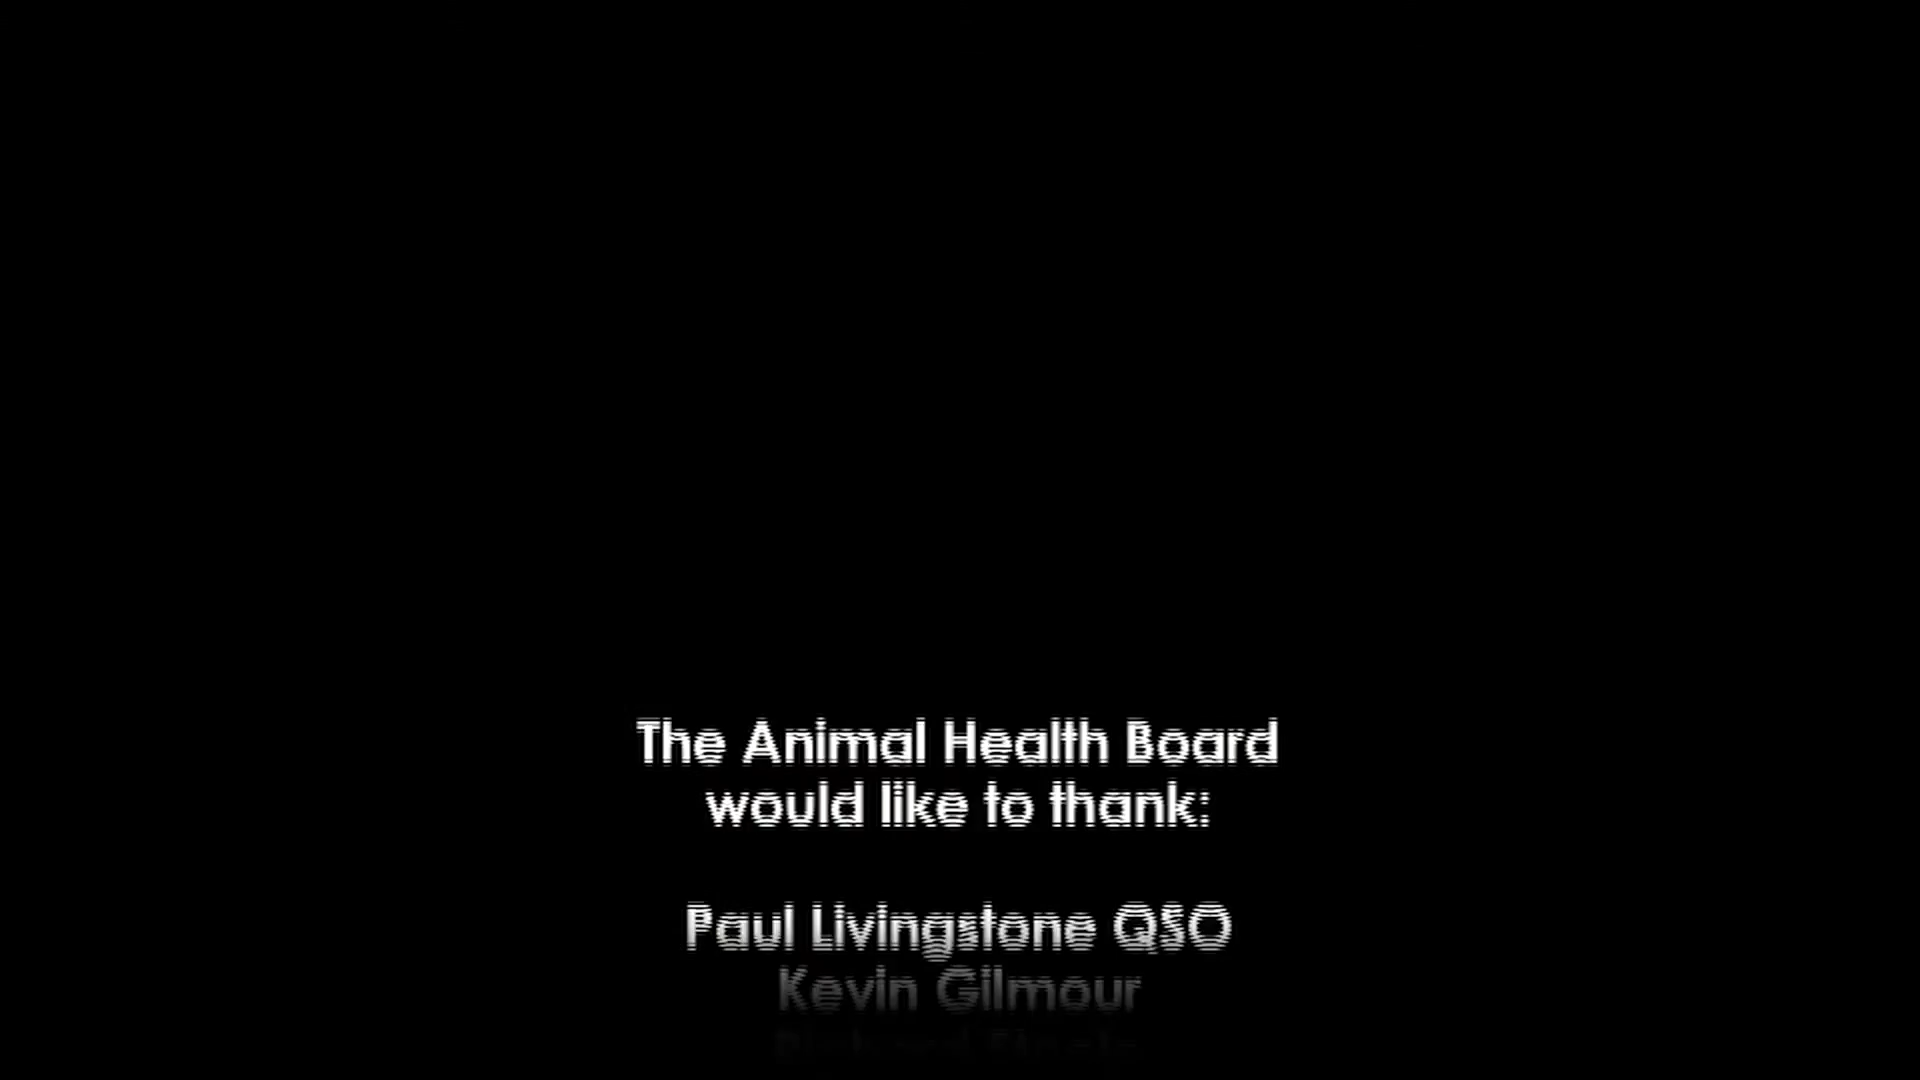 The Animal Health Board
would like to thank:
Paul Livingstone QSO
Kevin Gilmour